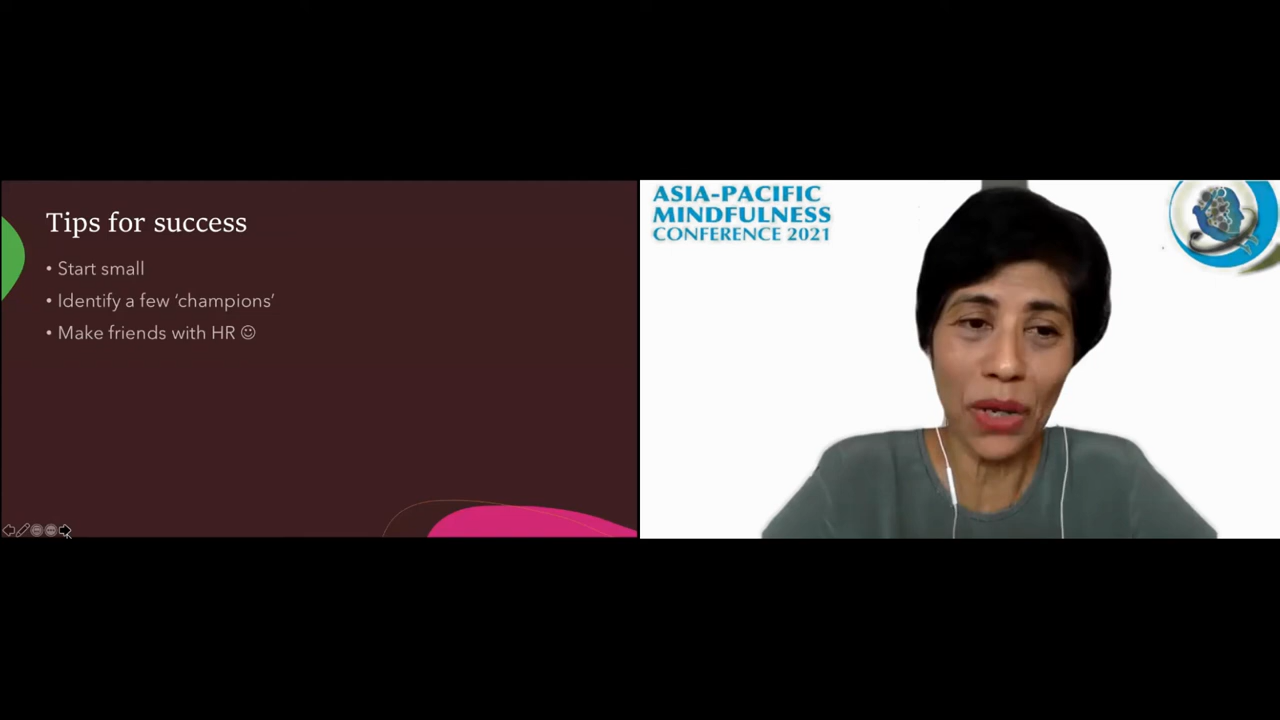 Tips for success
• Start small
• Identify a few ‘champions’
• Make friends with HR ☺
ASIA-PACIFIC
MINDFULNESS
CONFERENCE 2021